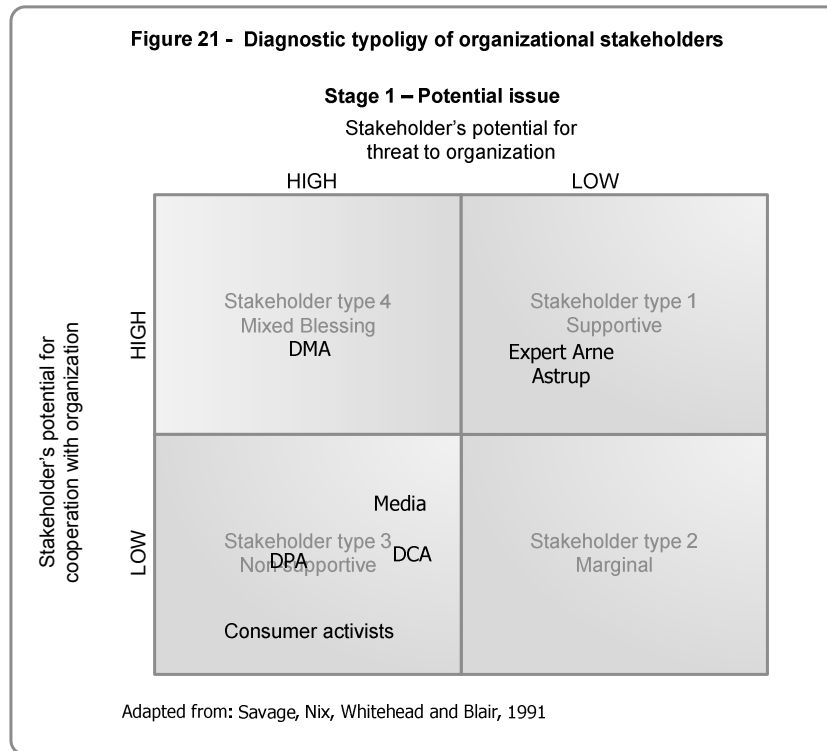 Figure 21 - Diagnostic typoligy of organizational stakeholders
Stage 1 – Potential issue
Stakeholder's potential for
threat to organization
HIGH
LOW
Stakeholder's potential for
cooperation with organization
HIGH
Stakeholder type 4
Mixed Blessing
DMA
Stakeholder type 1
Supportive
Expert Arne
Astrup
LOW
Media
Stakeholder type 3
Non supportive
DPA
DCA
Consumer activists
Stakeholder type 2
Marginal
Adapted from: Savage, Nix, Whitehead and Blair, 1991